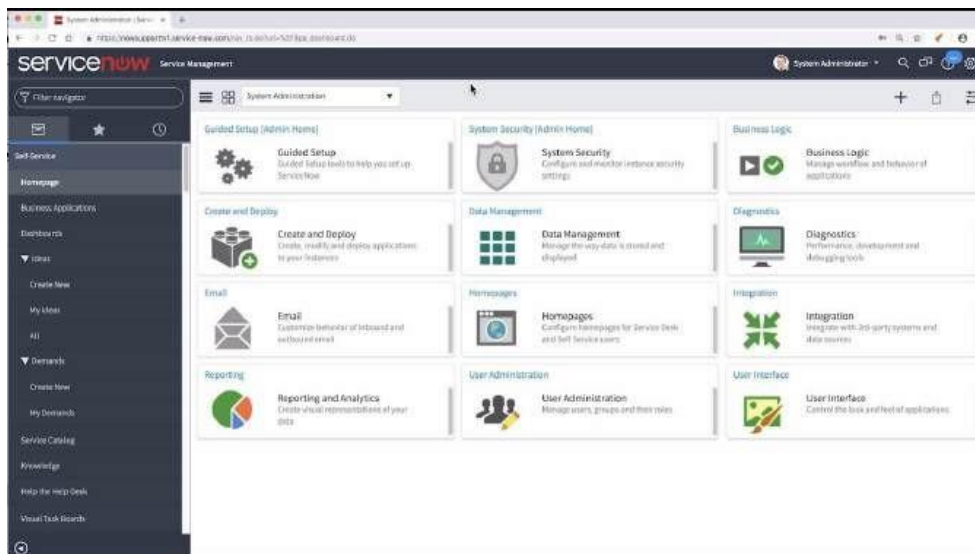 System Administration | Servic
servicenow Service Management
System Administrator
Filter navigator
System Administration
Self-Service
Homepage
Business Applications
Dashboards
Ideas
Create New
My Ideas
All
Demands
Create New
My Demands
Service Catalog
Knowledge
Help the Help Desk
Visual Task Boards
Guided Setup (Admin Home)
Guided Setup
Guided Setup tools to help you set up
ServiceNow
System Security (Admin Home)
System Security
Configure and monitor instance security
settings
Business Logic
Business Logic
Manage workflow and behavior of
applications
Create and Deploy
Create and Deploy
Create, modify and deploy applications
to your instances
Data Management
Data Management
Manage the way data is stored and
displayed
Diagnostics
Diagnostics
Performance, development and
debugging tools
Email
Email
Customize behavior of inbound and
outbound email
Homepages
Homepages
Configure homepages for Service Desk
and Self Service users
Integration
Integration
Integrate with 3rd-party systems and
data sources
Reporting
Reporting and Analytics
Create visual representations of your
data
User Administration
User Administration
Manage users, groups and their roles
User Interface
User Interface
Control the look and feel of applications